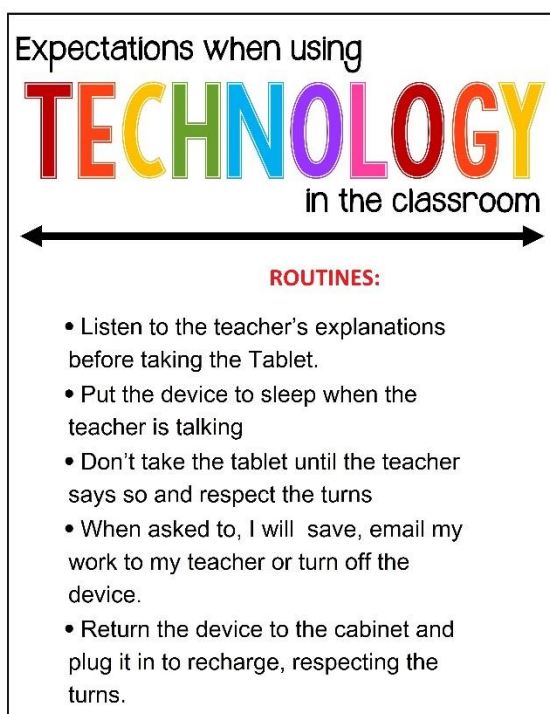 Expectations when using
TECHNOLOGY
in the classroom
ROUTINES:
• Listen to the teacher’s explanations
before taking the Tablet.
• Put the device to sleep when the
teacher is talking
• Don’t take the tablet until the teacher
says so and respect the turns
• When asked to, I will  save, email my
work to my teacher or turn off the
device.
• Return the device to the cabinet and
plug it in to recharge, respecting the
turns.